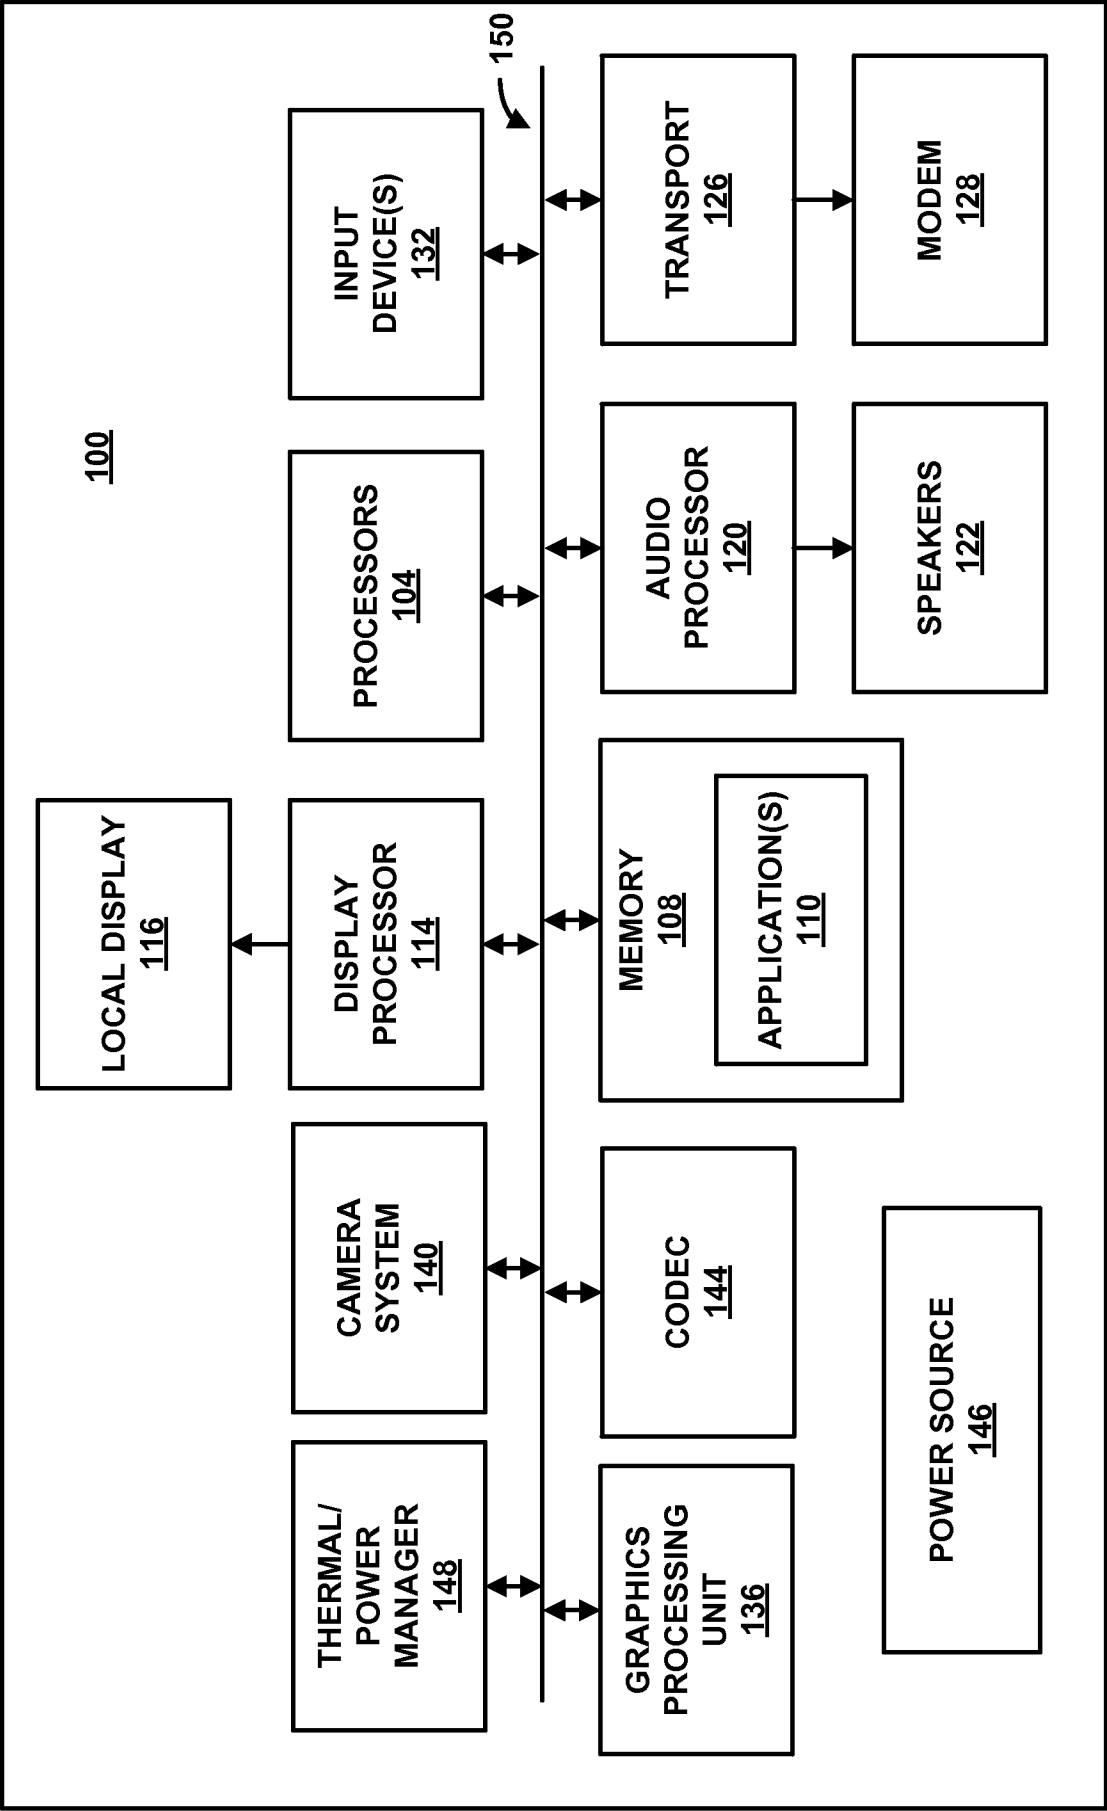 100
LOCAL DISPLAY
116
THERMAL/
POWER
MANAGER
148
CAMERA
SYSTEM
140
DISPLAY
PROCESSOR
114
PROCESSORS
104
INPUT
DEVICE(S)
132
150
GRAPHICS
PROCESSING
UNIT
136
CODEC
144
MEMORY
108
APPLICATION(S)
110
AUDIO
PROCESSOR
120
TRANSPORT
126
POWER SOURCE
146
SPEAKERS
122
MODEM
128